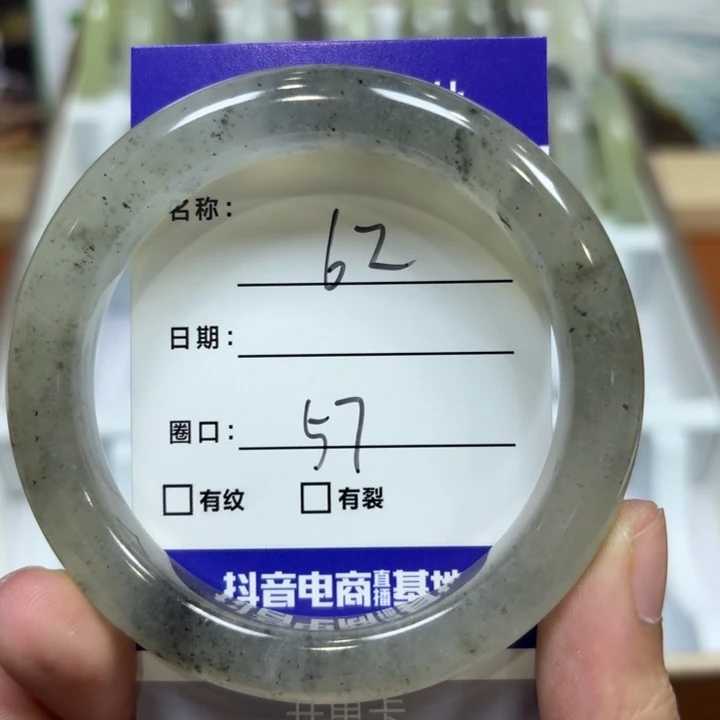 名称: 62
日期:
圈口: 57
□有纹 □有裂
抖音电商直播基地